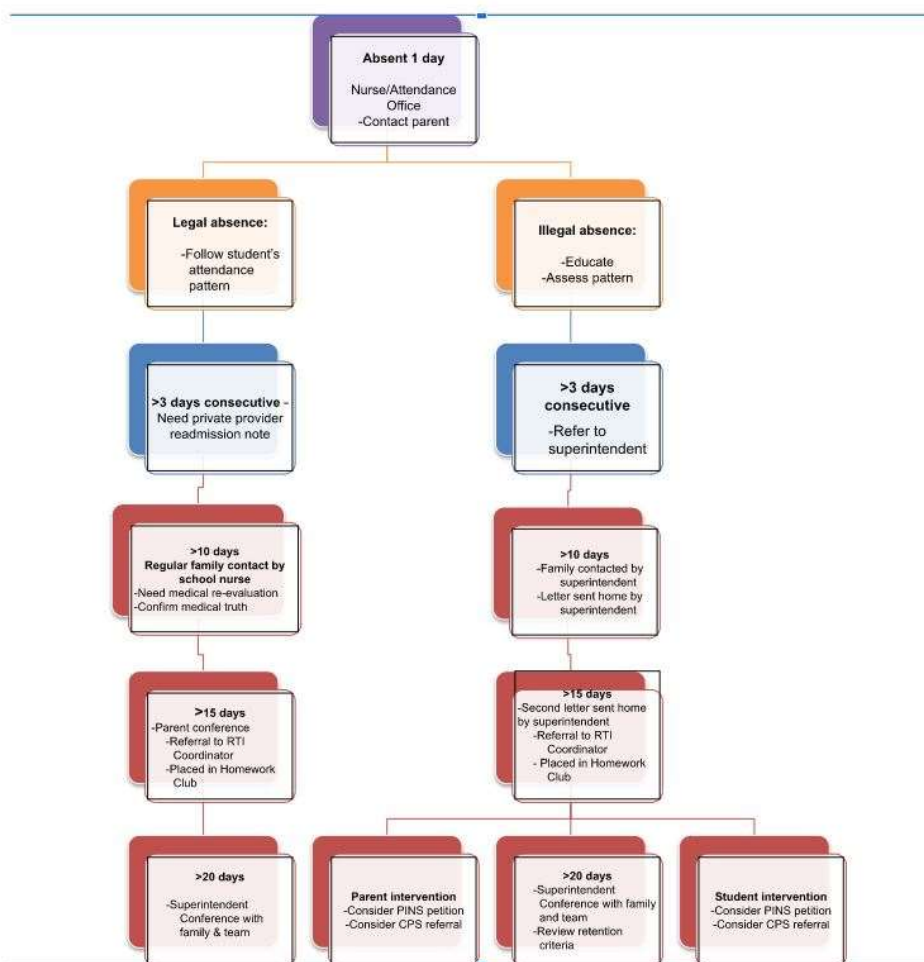 Absent 1 day
Nurse/Attendance
Office
-Contact parent
Legal absence:
-Follow student's
attendance
pattern
Illegal absence:
-Educate
-Assess pattern
>3 days consecutive -
Need private provider
readmission note
>3 days
consecutive
-Refer to
superintendent
>10 days
Regular family contact by
school nurse
-Need medical re-evaluation
-Confirm medical truth
>10 days
-Family contacted by
superintendent
-Letter sent home by
superintendent
>15 days
-Parent conference
-Referral to RTI
Coordinator
-Placed in Homework
Club
>15 days
-Second letter sent home
by superintendent
-Referral to RTI
Coordinator
- Placed in Homework
Club
>20 days
-Superintendent
Conference with
family & team
Parent intervention
-Consider PINS petition
-Consider CPS referral
>20 days
-Superintendent
Conference with family
and team
-Review retention
criteria
Student intervention
-Consider PINS petition
-Consider CPS referral